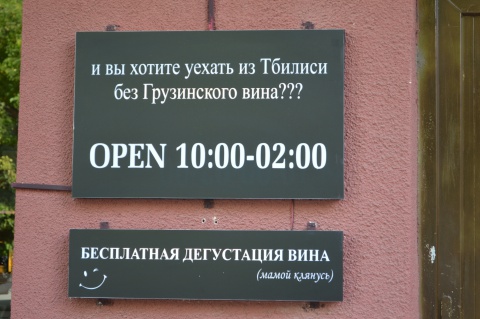 и вы хотите уехать из Тбилиси
без Грузинского вина???
OPEN 10:00-02:00
БЕСПЛАТНАЯ ДЕГУСТАЦИЯ ВИНА
(мамой клянусь)